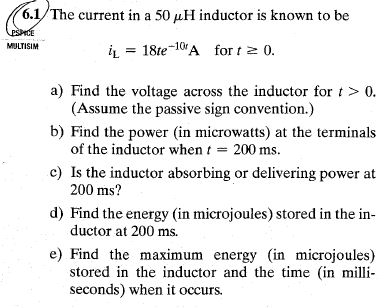 6.1 The current in a 50 μH inductor is known to be
PSPICE
MULTISIM
i_L = 18te^{-10t} A for t ≥ 0.
a) Find the voltage across the inductor for t > 0.
(Assume the passive sign convention.)
b) Find the power (in microwatts) at the terminals
of the inductor when t = 200 ms.
c) Is the inductor absorbing or delivering power at
200 ms?
d) Find the energy (in microjoules) stored in the in-
ductor at 200 ms.
e) Find the maximum energy (in microjoules)
stored in the inductor and the time (in milli-
seconds) when it occurs.